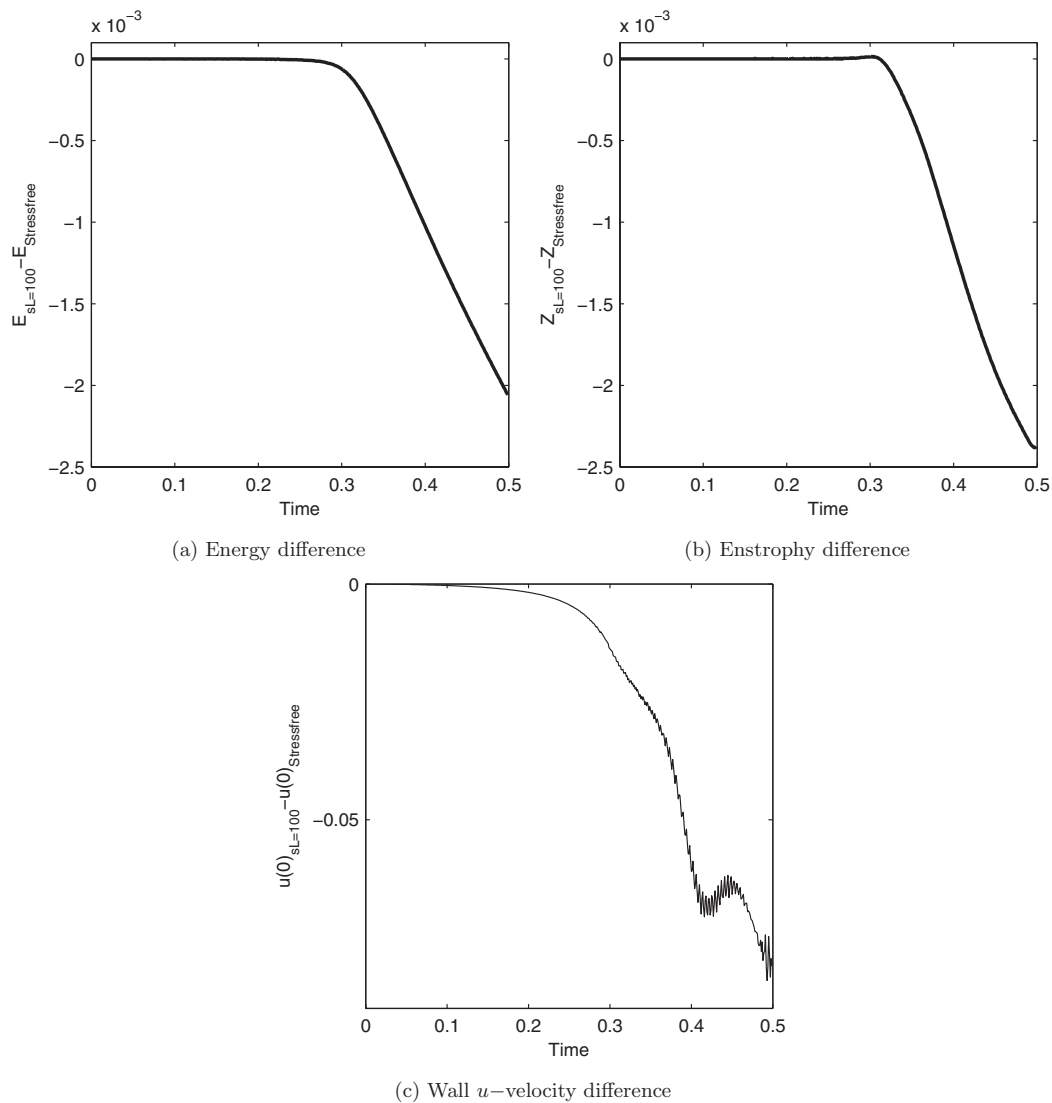 x 10⁻³
0
−0.5
−1
−1.5
−2
−2.5
0 0.1 0.2 0.3 0.4 0.5
Time
E_sL=100−E_Stressfree
(a) Energy difference
x 10⁻³
0
−0.5
−1
−1.5
−2
−2.5
0 0.1 0.2 0.3 0.4 0.5
Time
Z_sL=100−Z_Stressfree
(b) Enstrophy difference
0
−0.05
0 0.1 0.2 0.3 0.4 0.5
Time
u(0)_sL=100−u(0)_Stressfree
(c) Wall u−velocity difference